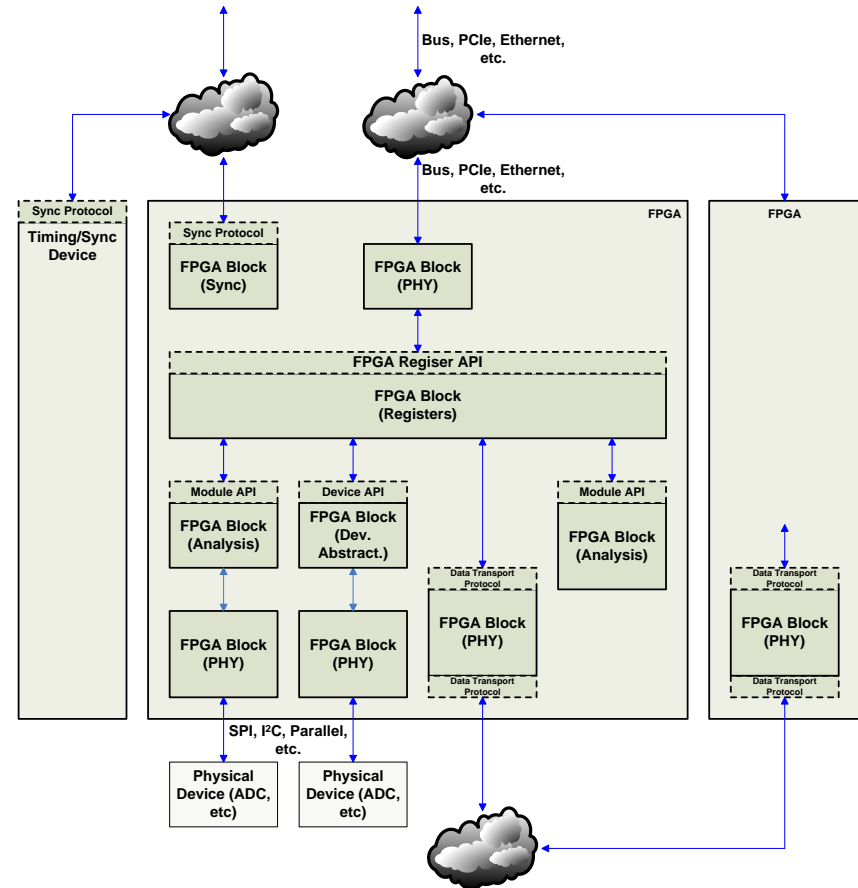 Bus, PCIe, Ethernet,
etc.
Bus, PCIe, Ethernet,
etc.
Sync Protocol
Timing/Sync
Device
FPGA
Sync Protocol
FPGA Block
(Sync)
FPGA Block
(PHY)
FPGA Regiser API
FPGA Block
(Registers)
Module API
FPGA Block
(Analysis)
Device API
FPGA Block
(Dev.
Abstract.)
Module API
FPGA Block
(Analysis)
FPGA Block
(PHY)
FPGA Block
(PHY)
Data Transport
Protocol
FPGA Block
(PHY)
Data Transport
Protocol
SPI, I²C, Parallel,
etc.
Physical
Device (ADC,
etc)
Physical
Device (ADC,
etc)
FPGA
Data Transport
Protocol
FPGA Block
(PHY)
Data Transport
Protocol